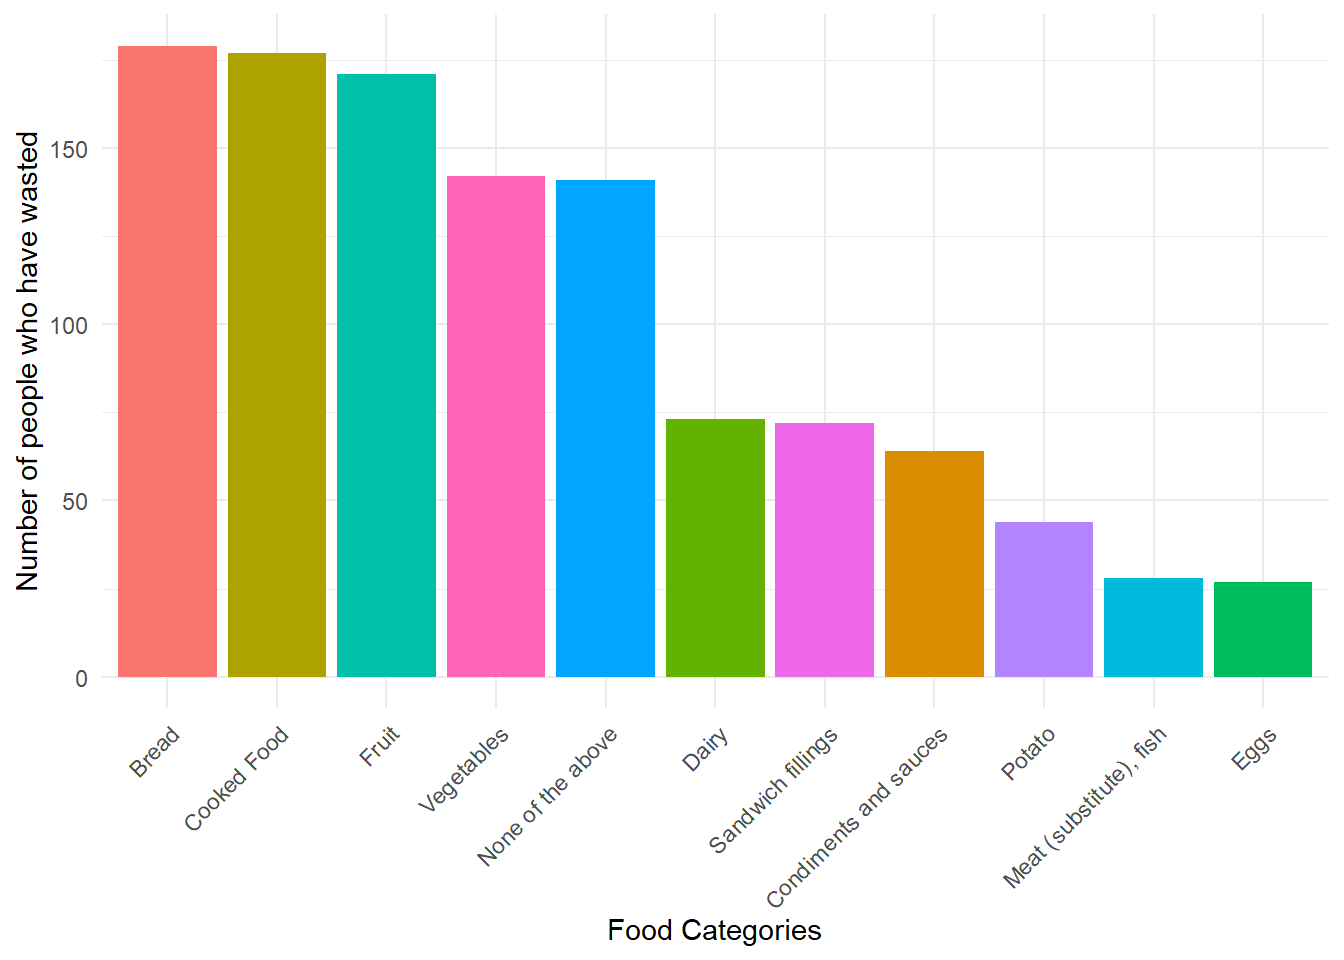 Number of people who have wasted
150
100
50
0
Bread
Cooked Food
Fruit
Vegetables
None of the above
Dairy
Sandwich fillings
Condiments and sauces
Potato
Meat (substitute), fish
Eggs
Food Categories